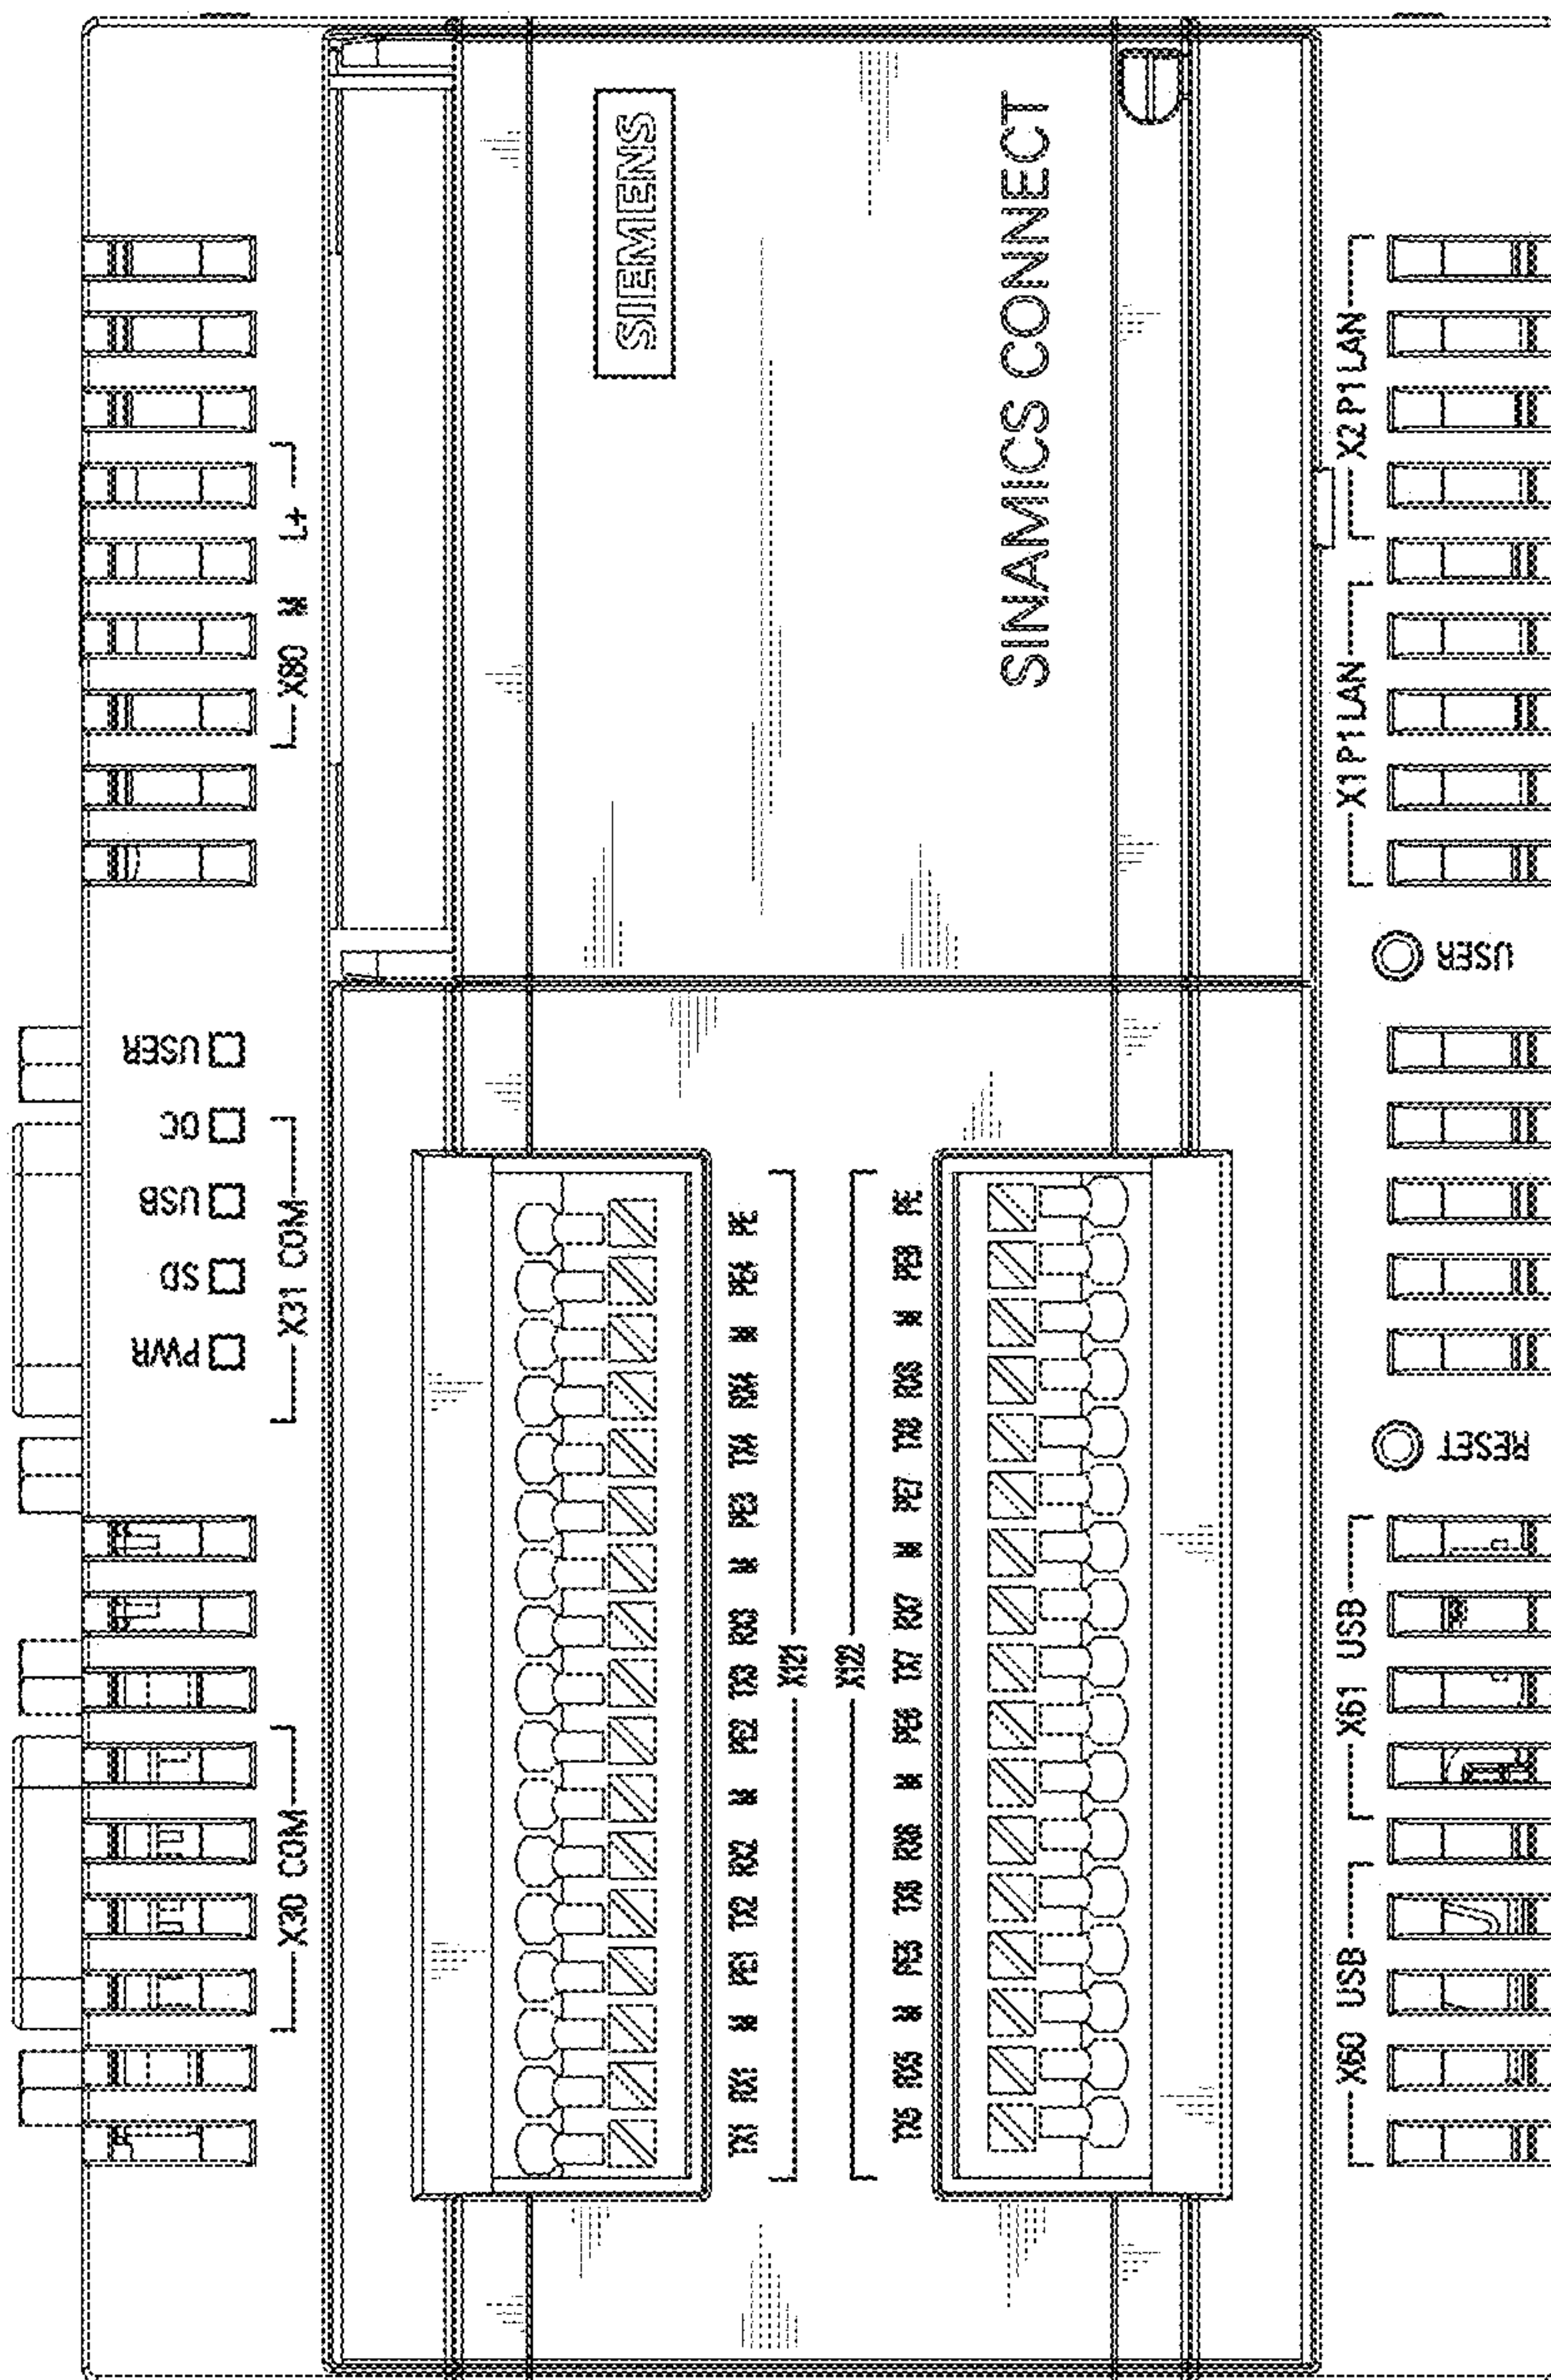 PWR
SD
USB
OC
USER
X30 COM
X31 COM
X80 M L+
SIEMENS
TX1 RX1 M PE1 TX2 RX2 M PE2 TX3 RX3 M PE3 TX4 RX4 M PE4 PE
X121
X122
TX5 RX5 M PE5 TX6 RX6 M PE6 TX7 RX7 M PE7 TX8 RX8 M PE8 PE
SINAMICS CONNECT
X60 USB
X61 USB
X1 P1 LAN
X2 P1 LAN
RESET
USER